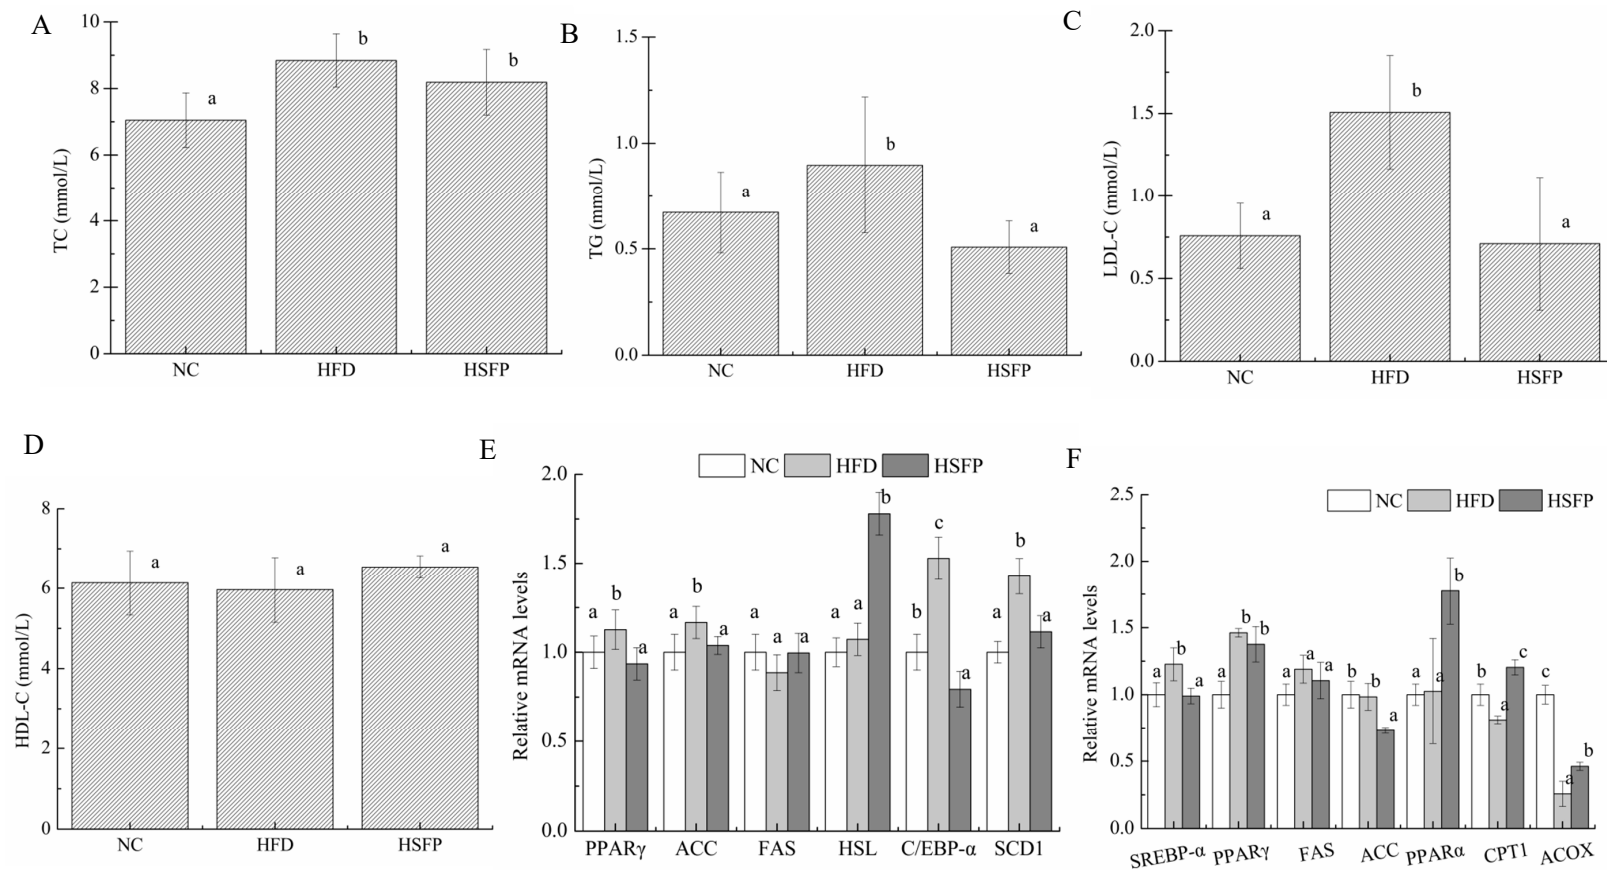 A
10
8
6
4
2
0
TC (mmol/L)
a
b
b
NC HFD HSFP
B
1.5
1.0
0.5
0.0
TG (mmol/L)
a
b
a
NC HFD HSFP
C
2.0
1.5
1.0
0.5
0.0
LDL-C (mmol/L)
a
b
a
NC HFD HSFP
D
8
6
4
2
0
HDL-C (mmol/L)
a
a
a
NC HFD HSFP
E
NC HFD HSFP
2.0
1.5
1.0
0.5
0.0
Relative mRNA levels
a b a
a b a
a a a
a a b
b c a
a b a
PPARγ ACC FAS HSL C/EBP-α SCD1
F
NC HFD HSFP
2.5
2.0
1.5
1.0
0.5
0.0
Relative mRNA levels
a b a
a b b
a a a
b b a
a a b
b a c
c a b
SREBP-α PPARγ FAS ACC PPARα CPT1 ACOX